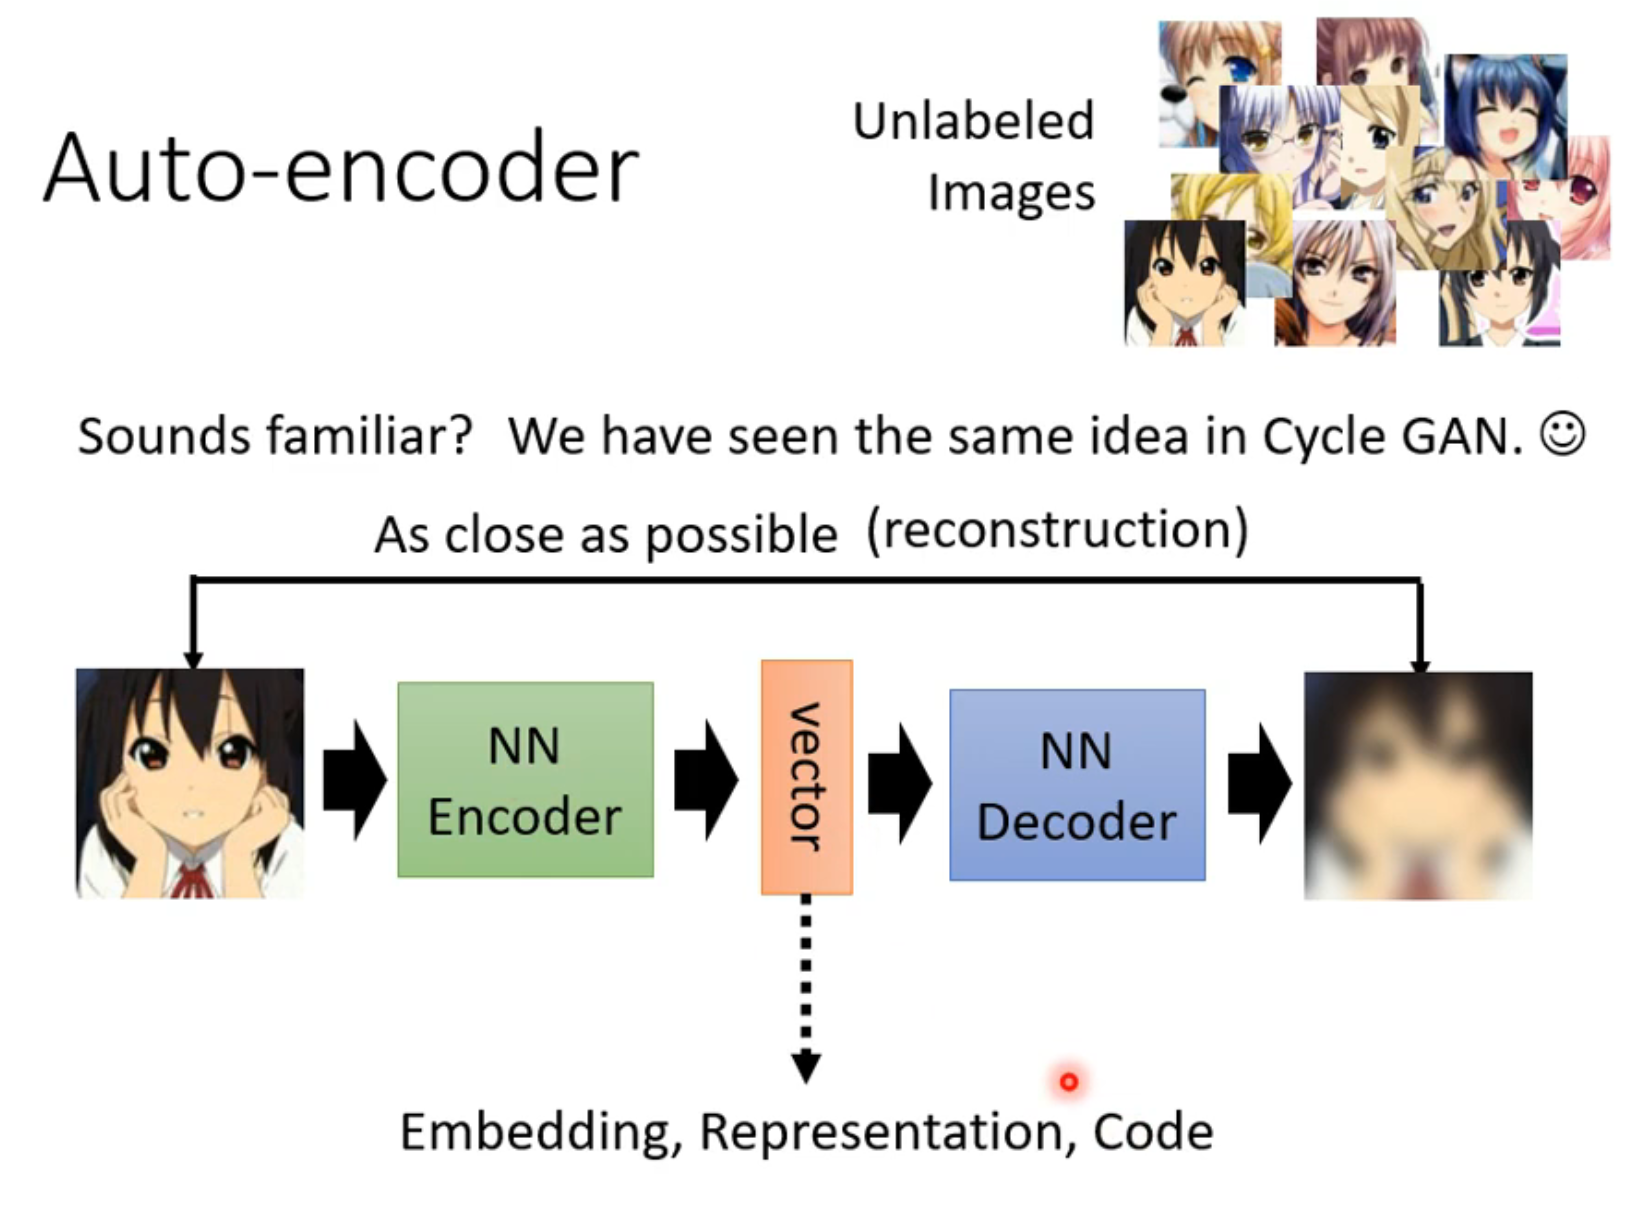 Auto-encoder
Unlabeled
Images
Sounds familiar? We have seen the same idea in Cycle GAN. ☺
As close as possible (reconstruction)
NN
Encoder
vector
NN
Decoder
Embedding, Representation, Code